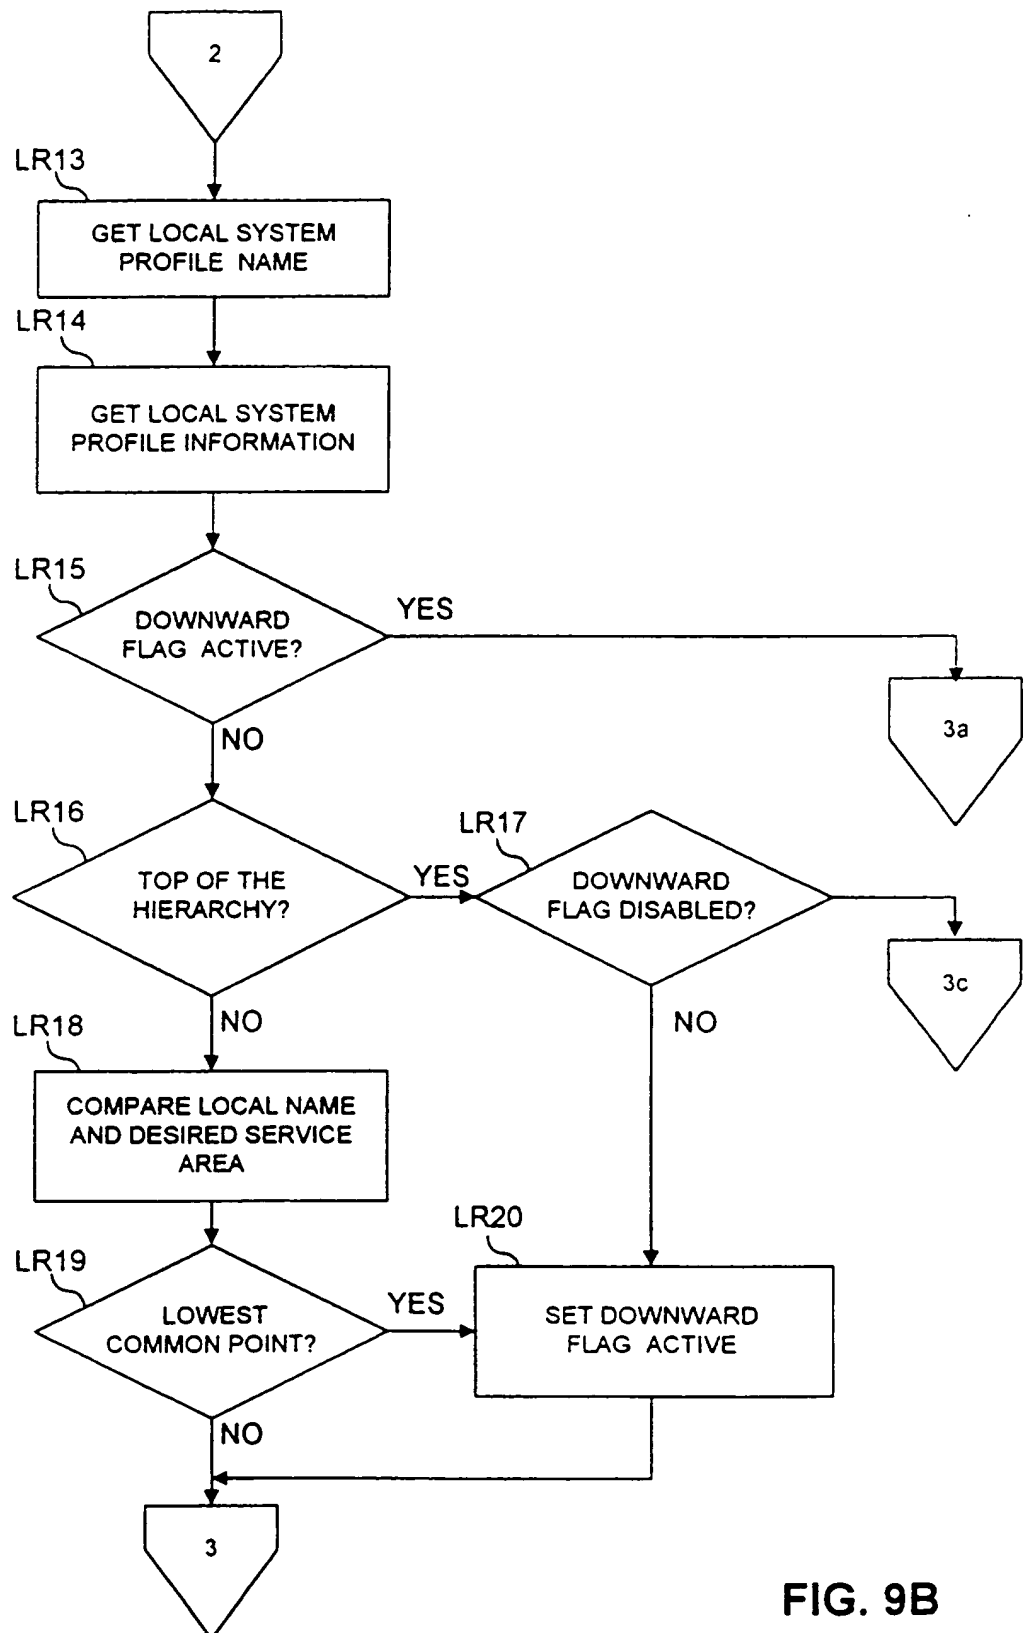 2
LR13
GET LOCAL SYSTEM
PROFILE NAME
LR14
GET LOCAL SYSTEM
PROFILE INFORMATION
LR15
DOWNWARD
FLAG ACTIVE?
YES
3a
NO
LR16
TOP OF THE
HIERARCHY?
YES
LR17
DOWNWARD
FLAG DISABLED?
3c
NO
NO
LR18
COMPARE LOCAL NAME
AND DESIRED SERVICE
AREA
LR19
LOWEST
COMMON POINT?
YES
LR20
SET DOWNWARD
FLAG ACTIVE
NO
3
FIG. 9B